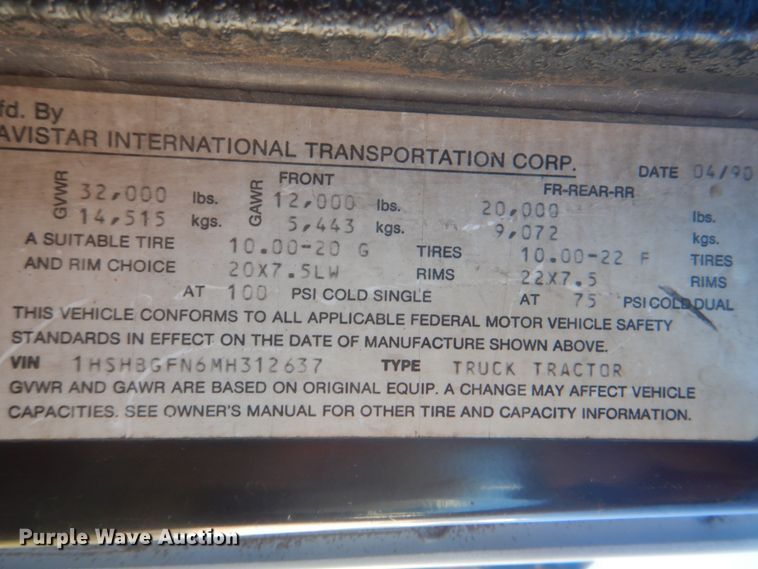 fd. By
AVISTAR INTERNATIONAL TRANSPORTATION CORP. DATE 04/90
FRONT FR-REAR-RR
GVWR 32,000 lbs. GAWR 12,000 lbs. 20,000 lbs.
14,515 kgs. 5,443 kgs. 9,072 kgs.
A SUITABLE TIRE 10.00-20 G TIRES 10.00-22 F TIRES
AND RIM CHOICE 20X7.5LW RIMS 22X7.5 RIMS
AT 100 PSI COLD SINGLE AT 75 PSI COLD DUAL
THIS VEHICLE CONFORMS TO ALL APPLICABLE FEDERAL MOTOR VEHICLE SAFETY
STANDARDS IN EFFECT ON THE DATE OF MANUFACTURE SHOWN ABOVE.
VIN 1HSHBGFN6MH312637 TYPE TRUCK TRACTOR
GVWR AND GAWR ARE BASED ON ORIGINAL EQUIP. A CHANGE MAY AFFECT VEHICLE
CAPACITIES. SEE OWNER'S MANUAL FOR OTHER TIRE AND CAPACITY INFORMATION.
Purple Wave Auction